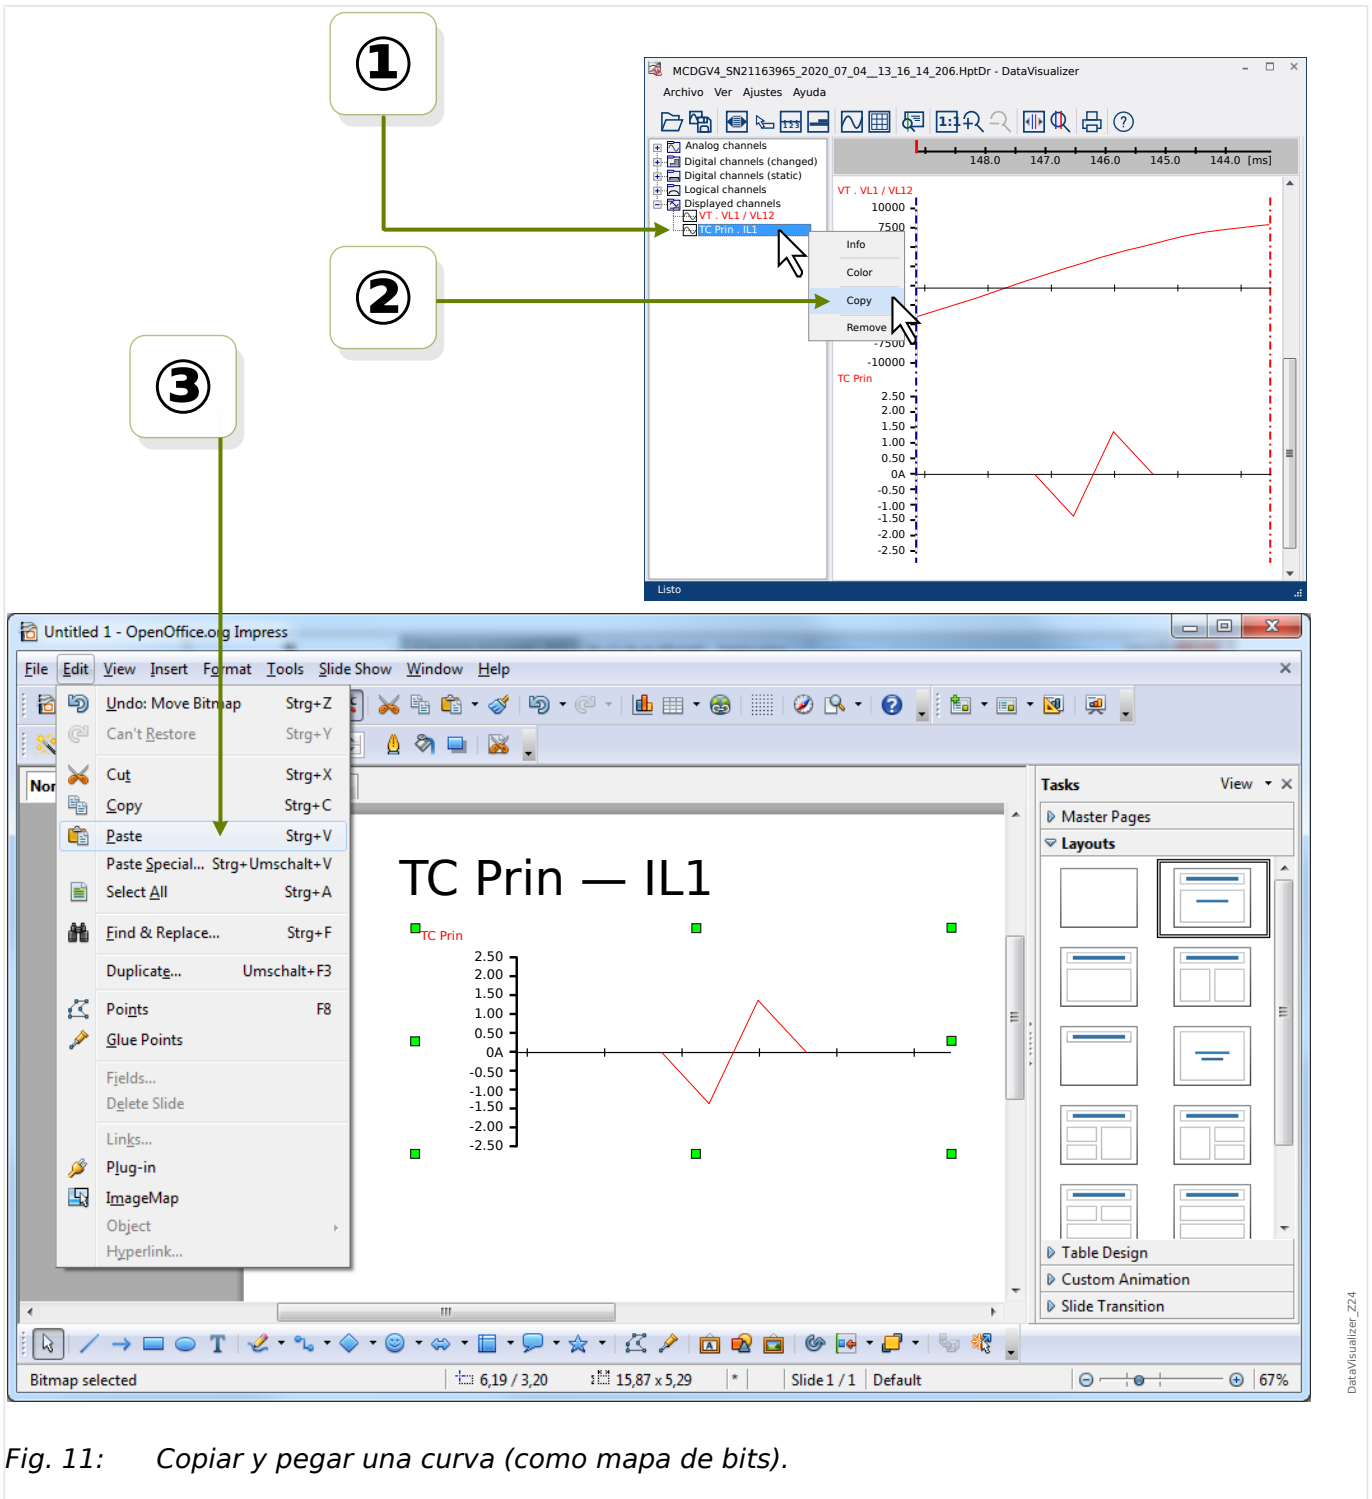 ①
MCDGV4_SN21163965_2020_07_04__13_16_14_206.HptDr - DataVisualizer
Archivo Ver Ajustes Ayuda
1:1
Analog channels
Digital channels (changed)
Digital channels (static)
Logical channels
Displayed channels
VT . VL1 / VL12
TC Prin . IL1
148.0 147.0 146.0 145.0 144.0 [ms]
VT . VL1 / VL12
10000
7500
-7500
-10000
Info
Color
Copy
Remove
TC Prin
2.50
2.00
1.50
1.00
0.50
0A
-0.50
-1.00
-1.50
-2.00
-2.50
Listo
②
③
Untitled 1 - OpenOffice.org Impress
File Edit View Insert Format Tools Slide Show Window Help
Undo: Move Bitmap Strg+Z
Can't Restore Strg+Y
Cut Strg+X
Copy Strg+C
Paste Strg+V
Paste Special... Strg+Umschalt+V
Select All Strg+A
Find & Replace... Strg+F
Duplicate... Umschalt+F3
Points F8
Glue Points
Fields...
Delete Slide
Links...
Plug-in
ImageMap
Object
Hyperlink...
Nor
TC Prin — IL1
TC Prin
2.50
2.00
1.50
1.00
0.50
0A
-0.50
-1.00
-1.50
-2.00
-2.50
Tasks View
Master Pages
Layouts
Table Design
Custom Animation
Slide Transition
Bitmap selected 6,19 / 3,20 15,87 x 5,29 * Slide 1 / 1 Default 67%
DataVisualizer_Z24
Fig. 11: Copiar y pegar una curva (como mapa de bits).